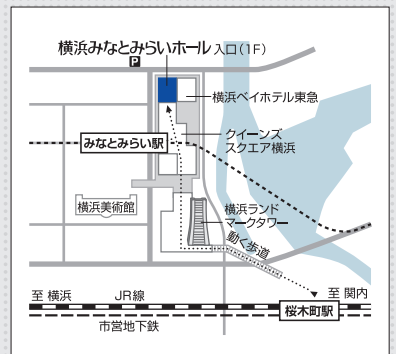 横浜みなとみらいホール 入口(1F)
P
横浜ベイホテル東急
みなとみらい駅
クイーンズ
スクエア横浜
横浜美術館
横浜ランド
マークタワー
動く歩道
至 横浜
JR線
至 関内
桜木町駅
市営地下鉄